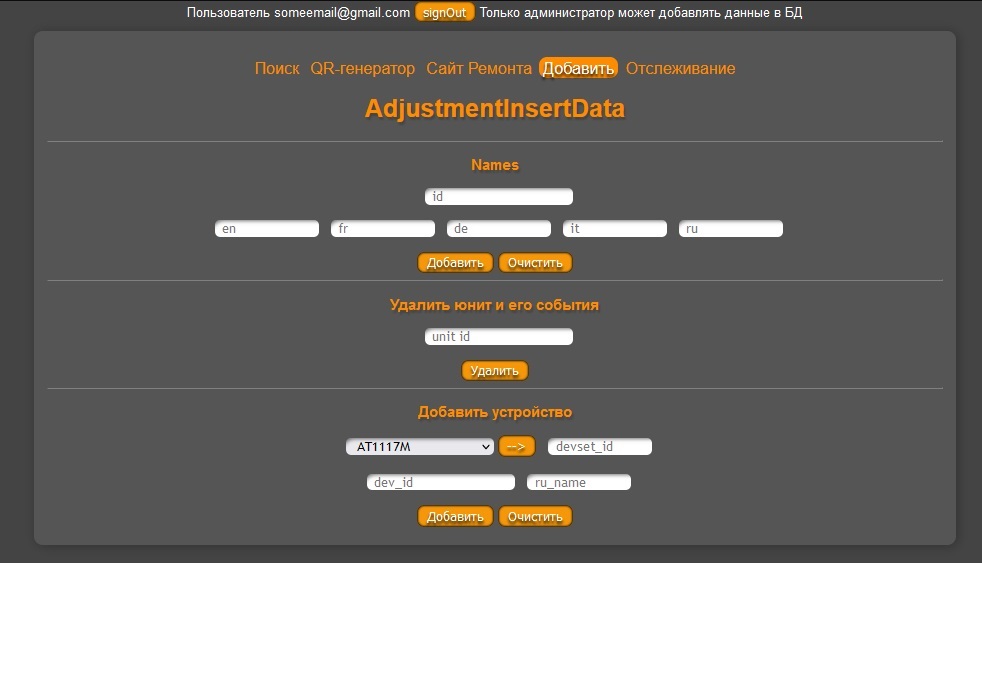 Пользователь someemail@gmail.com signOut Только администратор может добавлять данные в БД
Поиск QR-генератор Сайт Ремонта Добавить Отслеживание
AdjustmentInsertData
Names
id
en fr de it ru
Добавить Очистить
Удалить юнит и его события
unit id
Удалить
Добавить устройство
AT1117M --> devset_id
dev_id ru_name
Добавить Очистить